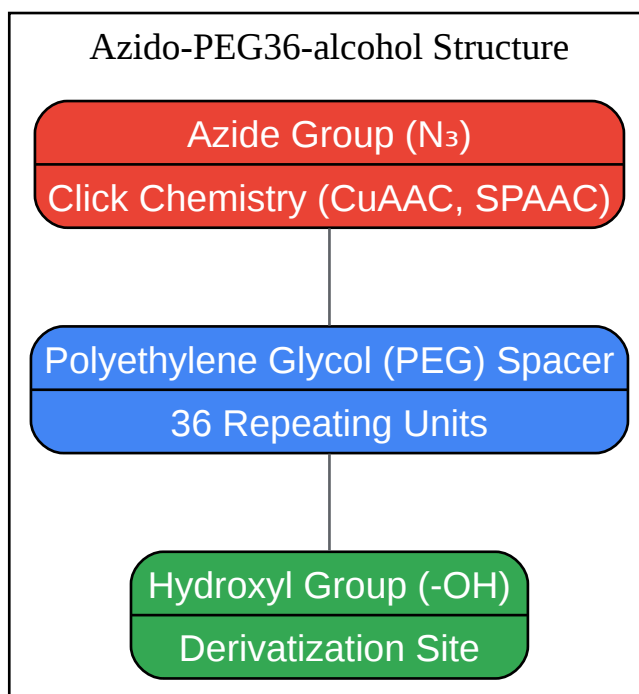 Azido-PEG36-alcohol Structure
Azide Group (N₃)
Click Chemistry (CuAAC, SPAAC)
Polyethylene Glycol (PEG) Spacer
36 Repeating Units
Hydroxyl Group (-OH)
Derivatization Site